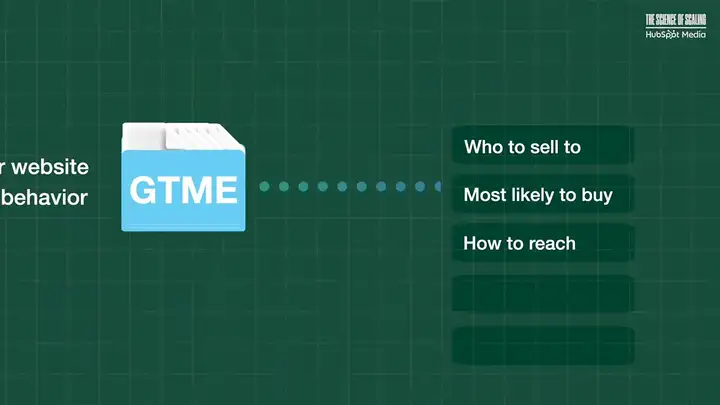 THE SCIENCE OF SCALING
HubSpot Media
r website
behavior
GTME
Who to sell to
Most likely to buy
How to reach